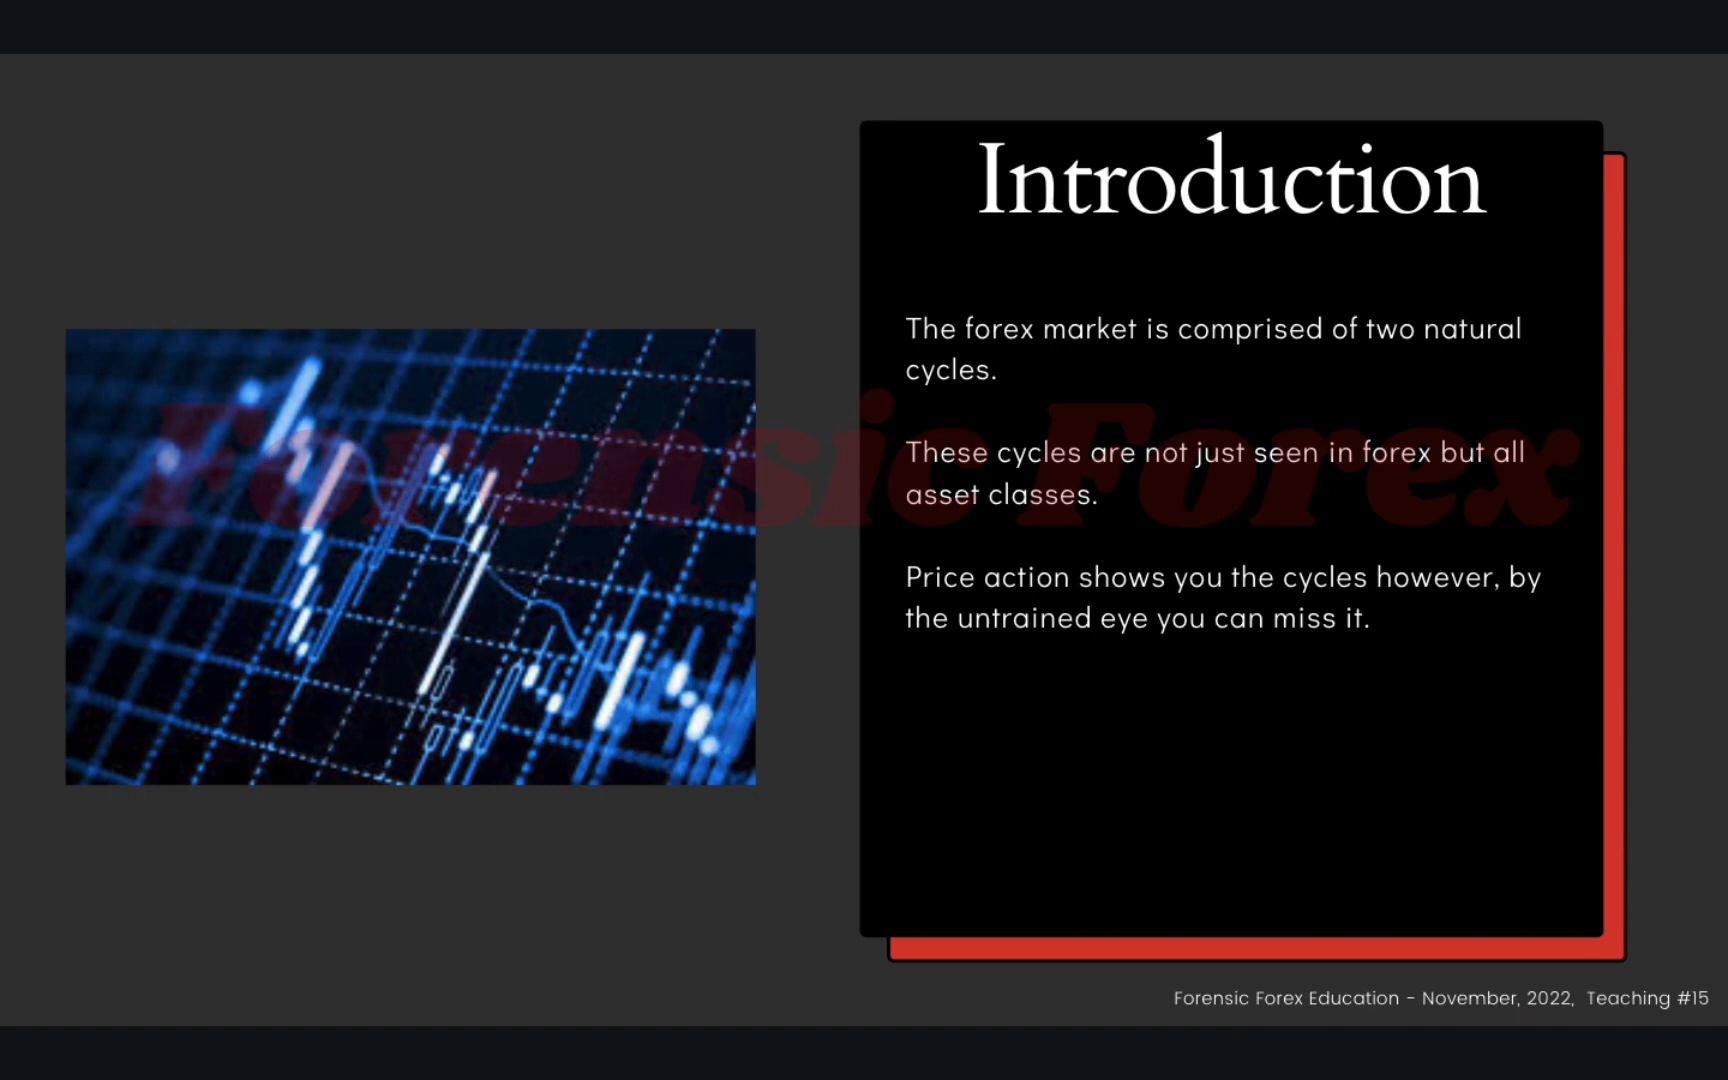 Introduction
The forex market is comprised of two natural
cycles.
Forensic Forex
These cycles are not just seen in forex but all
asset classes.
Price action shows you the cycles however, by
the untrained eye you can miss it.
Forensic Forex Education - November, 2022, Teaching #15